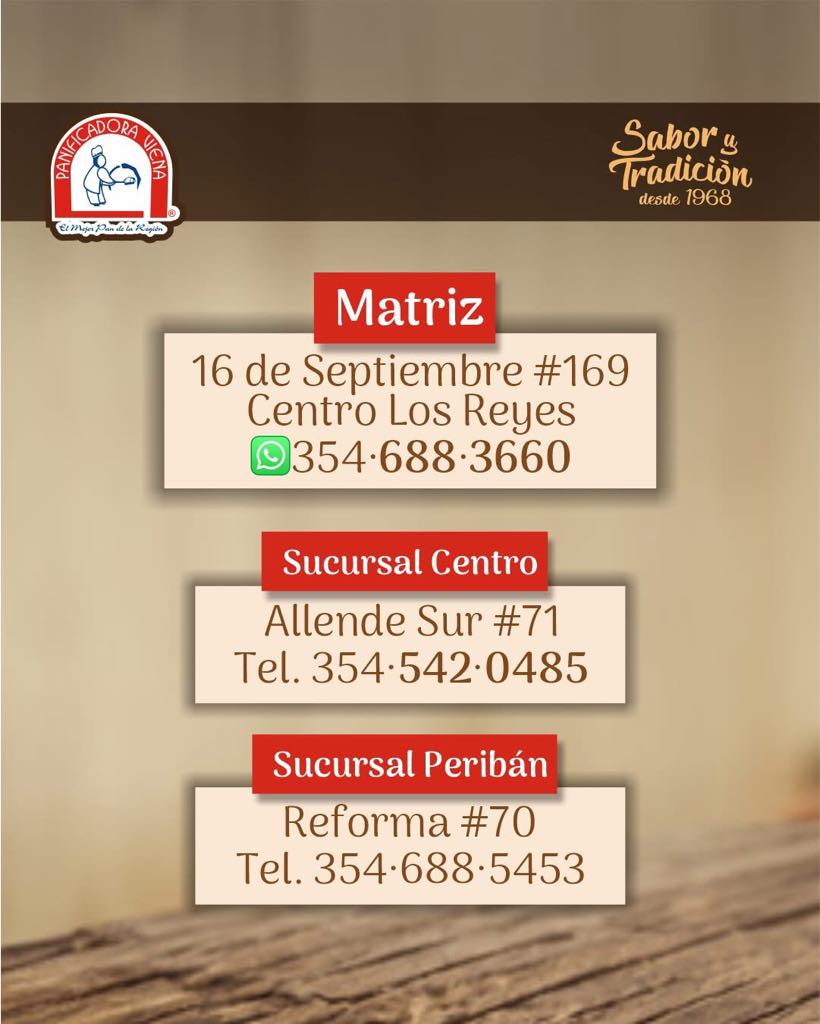 PANIFICADORA VIENA
®
El Mejor Pan de la Región
Sabor y
Tradición
desde 1968
Matriz
16 de Septiembre #169
Centro Los Reyes
354·688·3660
Sucursal Centro
Allende Sur #71
Tel. 354·542·0485
Sucursal Peribán
Reforma #70
Tel. 354·688·5453